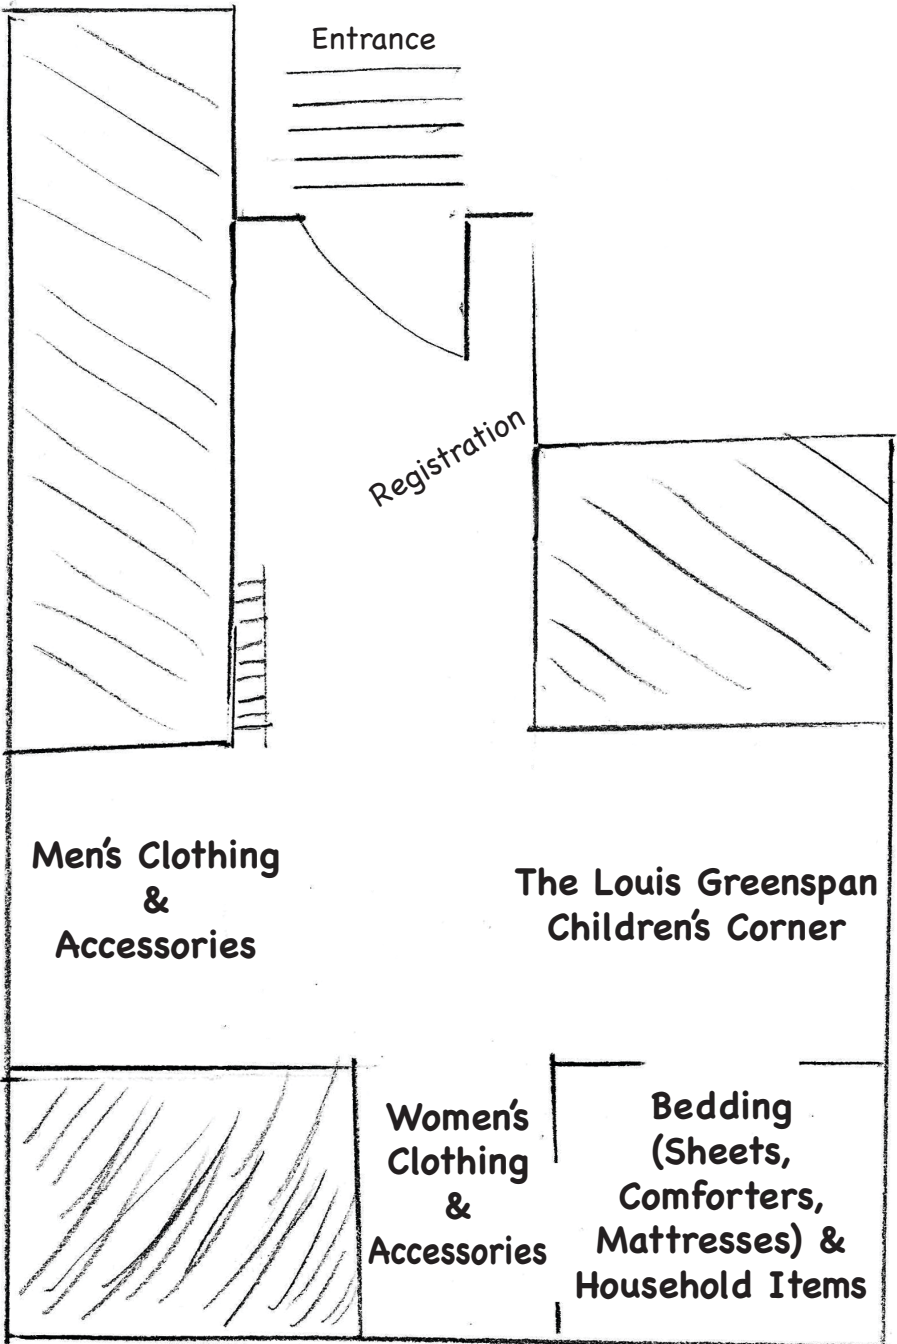 Entrance
Registration
Men's Clothing
&
Accessories
The Louis Greenspan
Children's Corner
Women's
Clothing
&
Accessories
Bedding
(Sheets,
Comforters,
Mattresses) &
Household Items